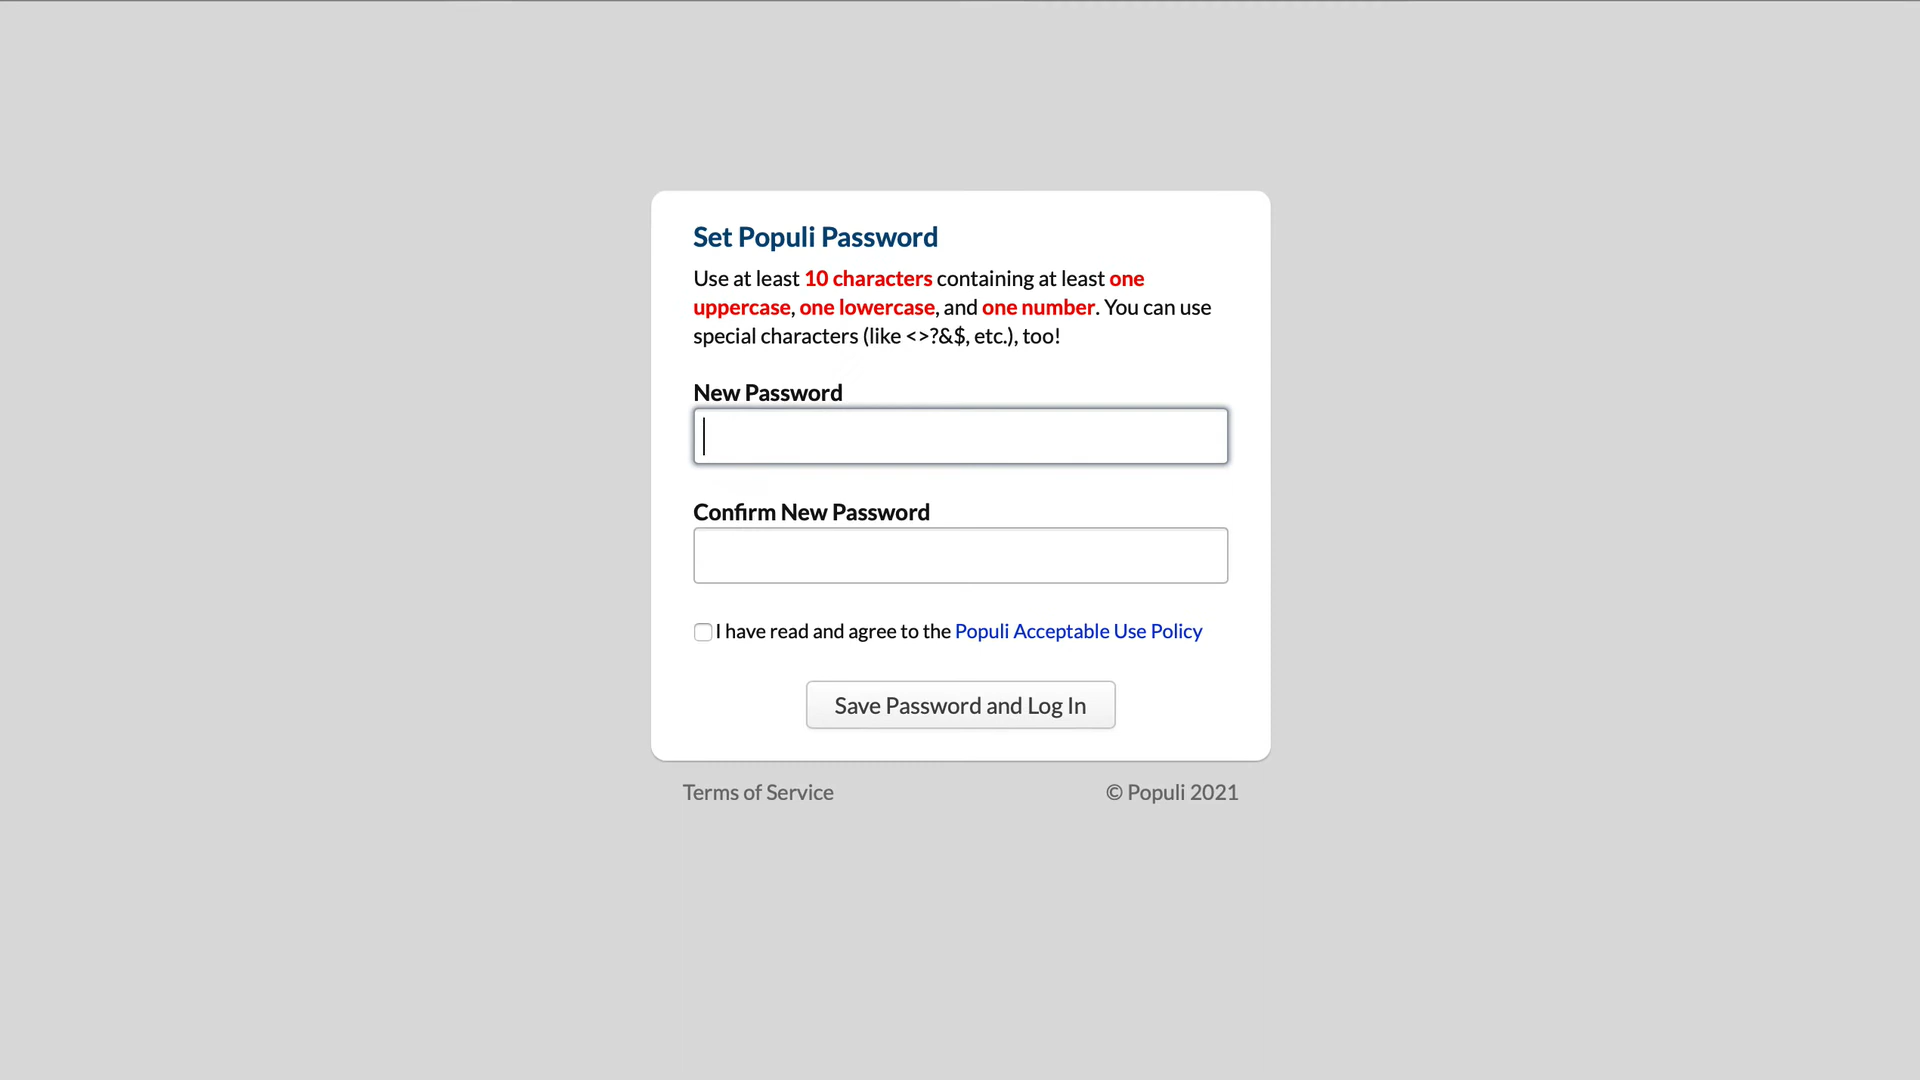 Set Populi Password
Use at least 10 characters containing at least one
uppercase, one lowercase, and one number. You can use
special characters (like <>?&$, etc.), too!
New Password
Confirm New Password
I have read and agree to the Populi Acceptable Use Policy
Save Password and Log In
Terms of Service
© Populi 2021